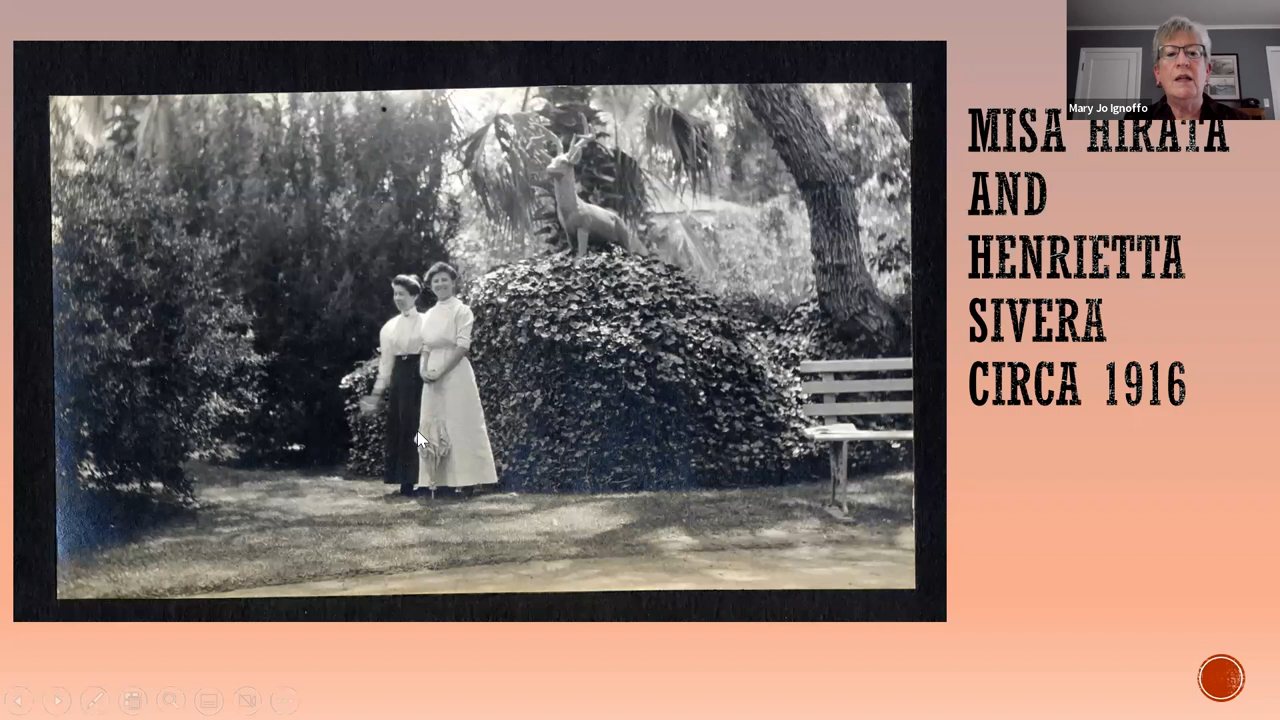 Mary Jo Ignoffo
MISA HIRATA
AND
HENRIETTA
SIVERA
CIRCA 1916